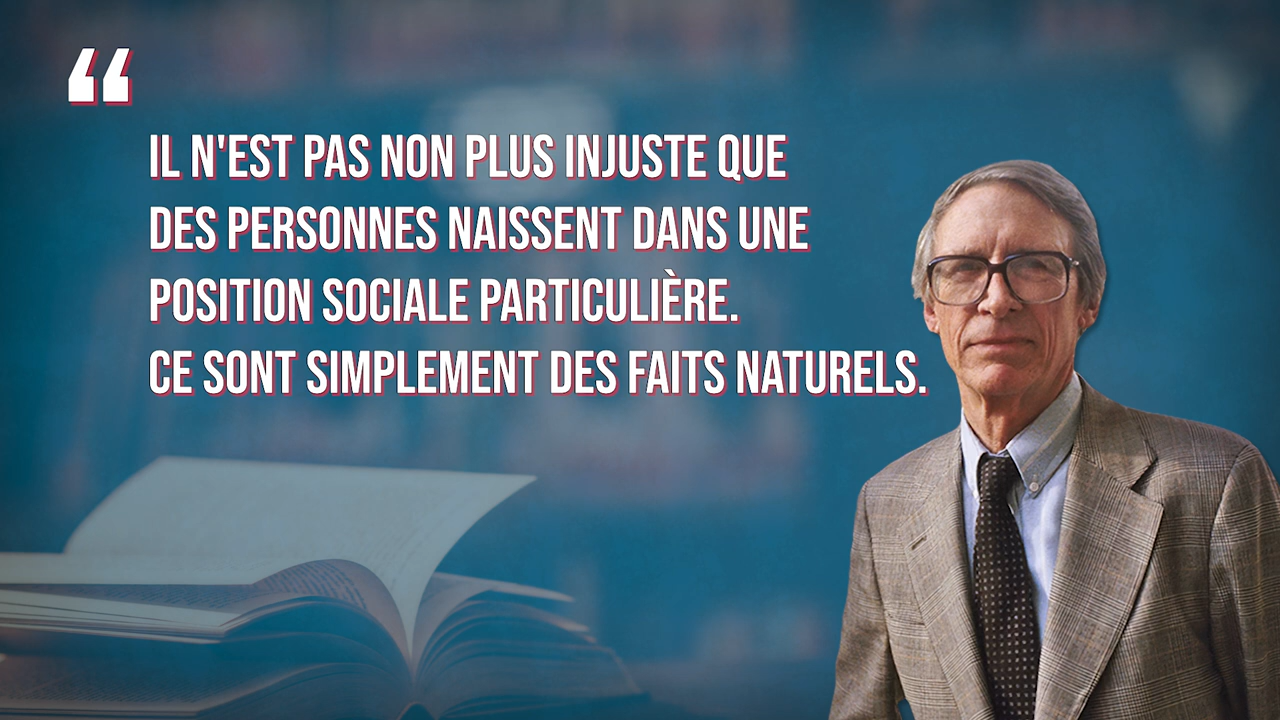 “
IL N'EST PAS NON PLUS INJUSTE QUE
DES PERSONNES NAISSENT DANS UNE
POSITION SOCIALE PARTICULIÈRE.
CE SONT SIMPLEMENT DES FAITS NATURELS.